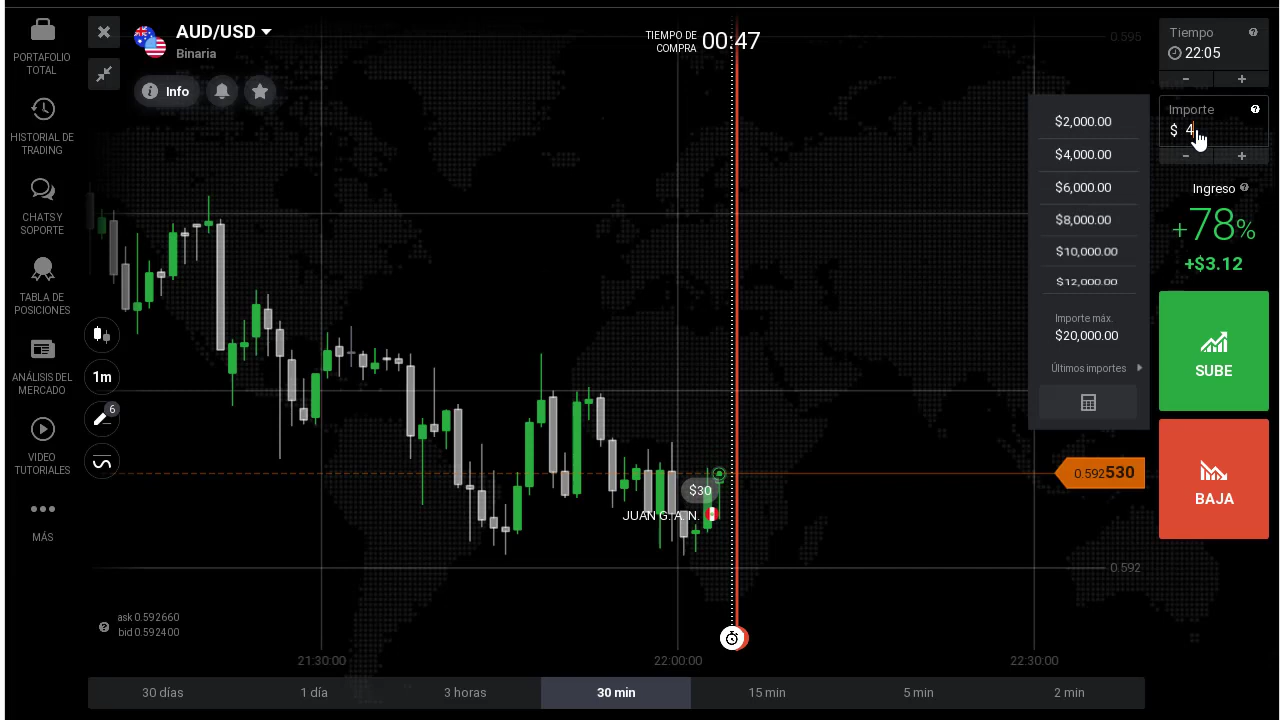 PORTAFOLIO
TOTAL
HISTORIAL DE
TRADING
CHATS Y
SOPORTE
TABLA DE
POSICIONES
ANÁLISIS DEL
MERCADO
VIDEO
TUTORIALES
MÁS
AUD/USD
Binaria
Info
TIEMPO DE
COMPRA
00:47
1m
6
0.595
$30
JUAN G. A. N.
0.592530
0.592
ask 0.592660
bid 0.592400
21:30:00
22:00:00
22:30:00
30 días
1 día
3 horas
30 min
15 min
5 min
2 min
$2,000.00
$4,000.00
$6,000.00
$8,000.00
$10,000.00
$12,000.00
Importe máx.
$20,000.00
Últimos importes
Tiempo
22:05
- +
Importe
$ 4
- +
Ingreso
+78%
+$3.12
SUBE
BAJA